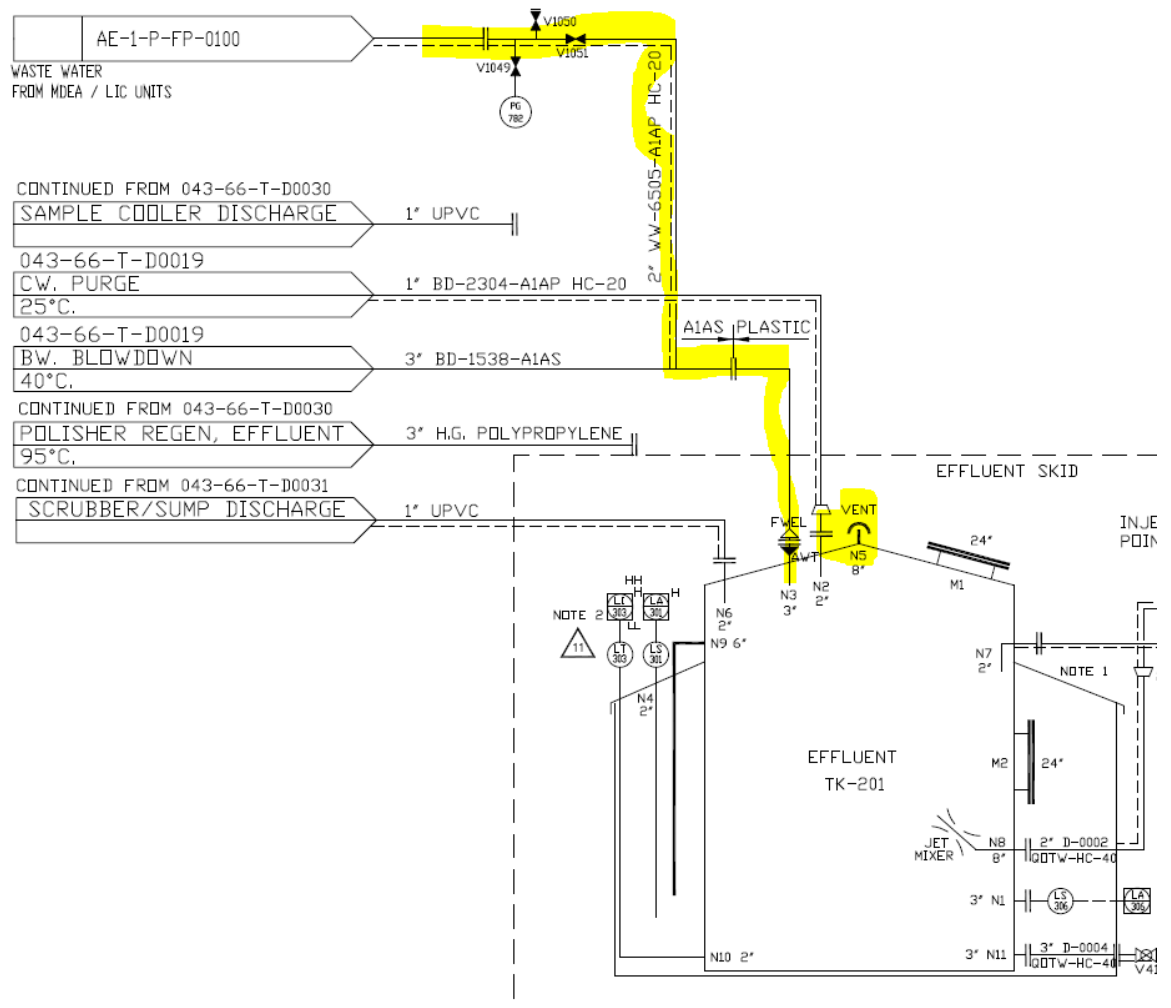 AE-1-P-FP-0100
WASTE WATER
FROM MDEA / LIC UNITS
V1050
V1051
V1049
PG
782
2" WW-6505-A1AP HC-20
CONTINUED FROM 043-66-T-D0030
SAMPLE COOLER DISCHARGE
1" UPVC
043-66-T-D0019
CW. PURGE
1" BD-2304-A1AP HC-20
25°C.
043-66-T-D0019
A1AS PLASTIC
BW. BLOWDOWN
3" BD-1538-A1AS
40°C.
CONTINUED FROM 043-66-T-D0030
POLISHER REGEN, EFFLUENT
3" H.G. POLYPROPYLENE
95°C.
CONTINUED FROM 043-66-T-D0031
SCRUBBER/SUMP DISCHARGE
1" UPVC
EFFLUENT SKID
FWEL
VENT
AWT
N5
8"
N3
3"
N2
2"
24"
M1
HH
H
LI
303
LA
301
H
NOTE 2
11
LT
303
LS
301
N6
2"
N9 6"
N4
2"
N7
2"
NOTE 1
EFFLUENT
TK-201
M2
24"
JET
MIXER
N8
8"
2" D-0002
QOTW-HC-40
3" N1
LS
306
LA
306
N10 2"
3" N11
3" D-0004
QOTW-HC-40